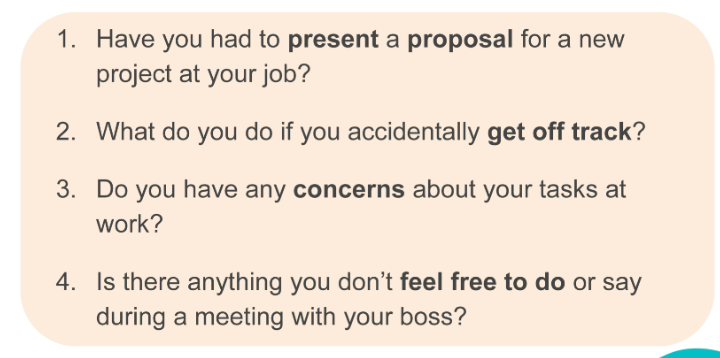 1. Have you had to present a proposal for a new
project at your job?
2. What do you do if you accidentally get off track?
3. Do you have any concerns about your tasks at
work?
4. Is there anything you don’t feel free to do or say
during a meeting with your boss?